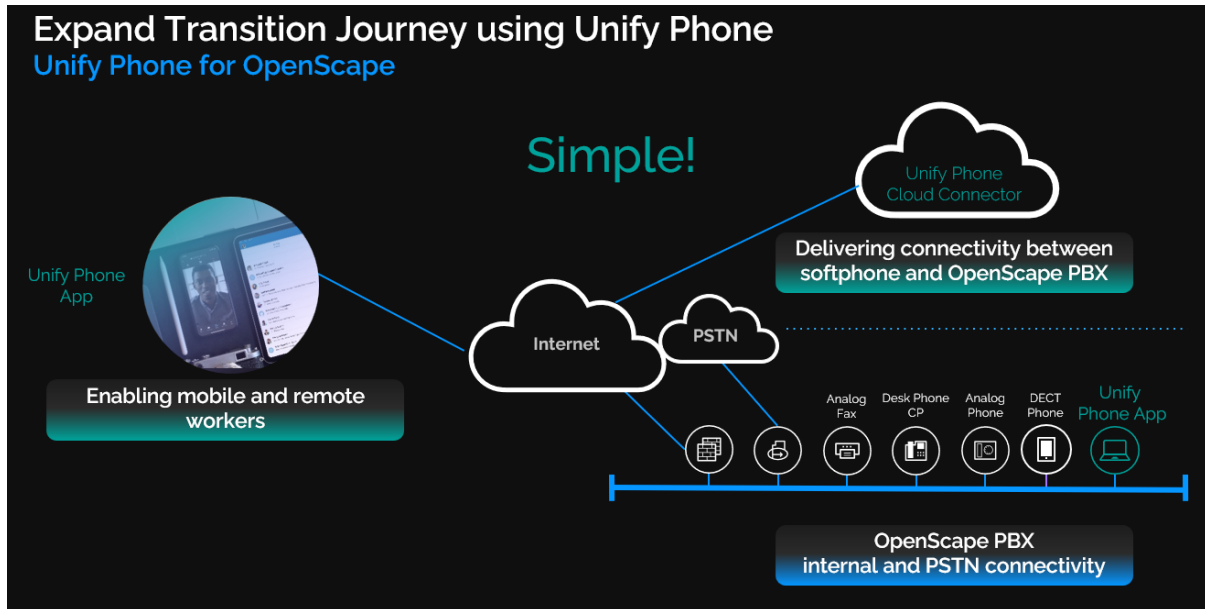 Expand Transition Journey using Unify Phone
Unify Phone for OpenScape
Simple!
Unify Phone
Cloud Connector
Delivering connectivity between
softphone and OpenScape PBX
Unify Phone
App
Enabling mobile and remote
workers
Internet
PSTN
Analog
Fax
Desk Phone
CP
Analog
Phone
DECT
Phone
Unify
Phone App
OpenScape PBX
internal and PSTN connectivity